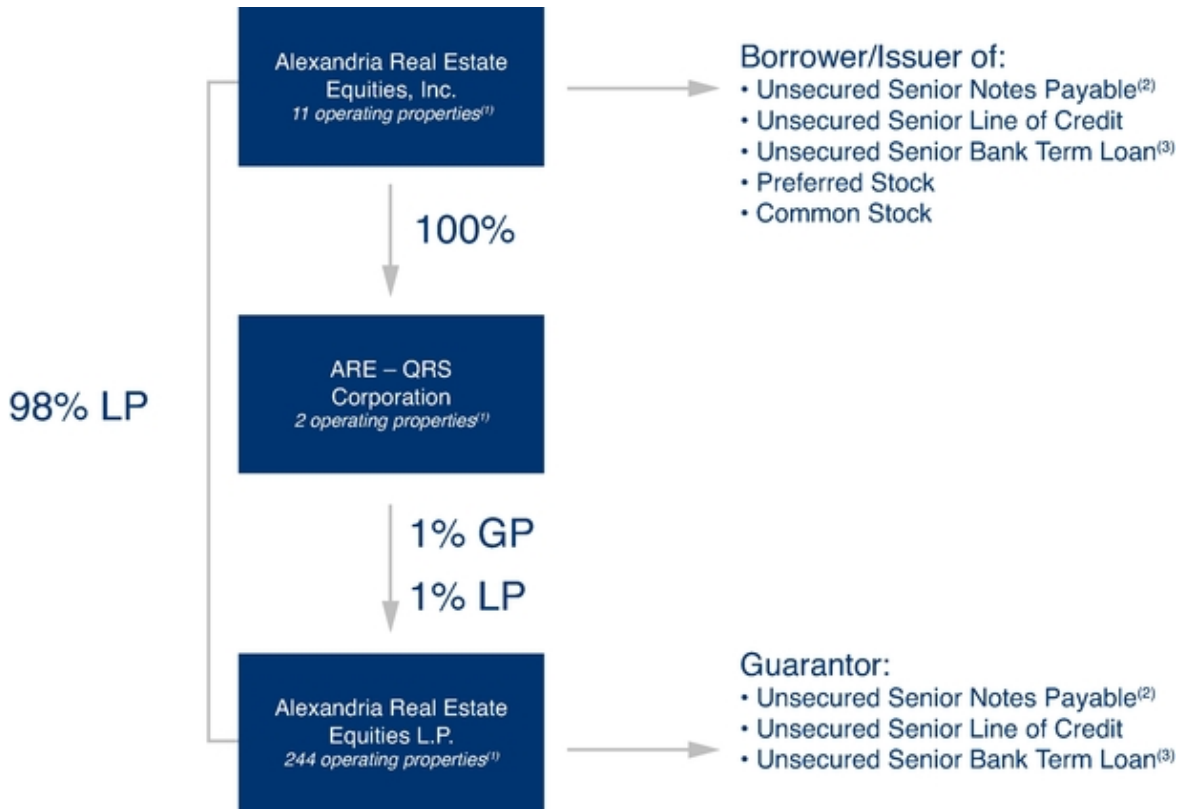 Alexandria Real Estate
Equities, Inc.
11 operating properties(1)
Borrower/Issuer of:
• Unsecured Senior Notes Payable(2)
• Unsecured Senior Line of Credit
• Unsecured Senior Bank Term Loan(3)
• Preferred Stock
• Common Stock
100%
ARE – QRS
Corporation
2 operating properties(1)
98% LP
1% GP
1% LP
Alexandria Real Estate
Equities L.P.
244 operating properties(1)
Guarantor:
• Unsecured Senior Notes Payable(2)
• Unsecured Senior Line of Credit
• Unsecured Senior Bank Term Loan(3)